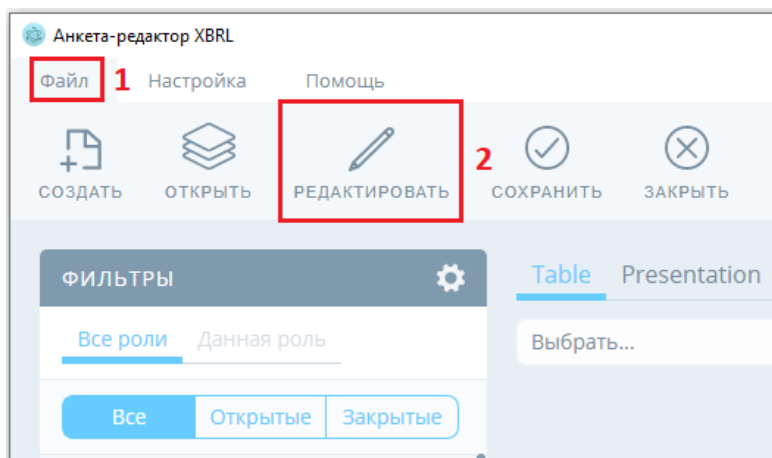 Анкета-редактор XBRL
Файл 1 Настройка Помощь
2
СОЗДАТЬ ОТКРЫТЬ РЕДАКТИРОВАТЬ СОХРАНИТЬ ЗАКРЫТЬ
ФИЛЬТРЫ Table Presentation
Все роли Данная роль Выбрать...
Все Открытые Закрытые